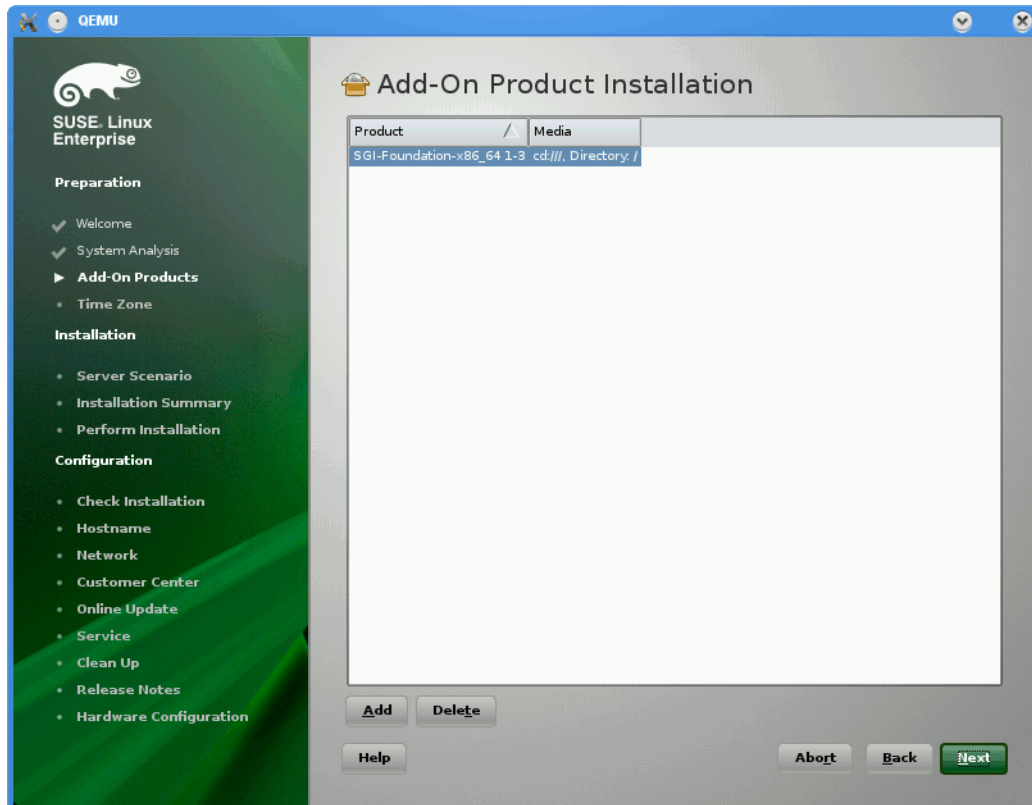 QEMU
SUSE. Linux
Enterprise
Preparation
Welcome
System Analysis
Add-On Products
Time Zone
Installation
Server Scenario
Installation Summary
Perform Installation
Configuration
Check Installation
Hostname
Network
Customer Center
Online Update
Service
Clean Up
Release Notes
Hardware Configuration
Add-On Product Installation
Product Media
SGI-Foundation-x86_64 1-3 cd:///, Directory: /
Add Delete
Help Abort Back Next